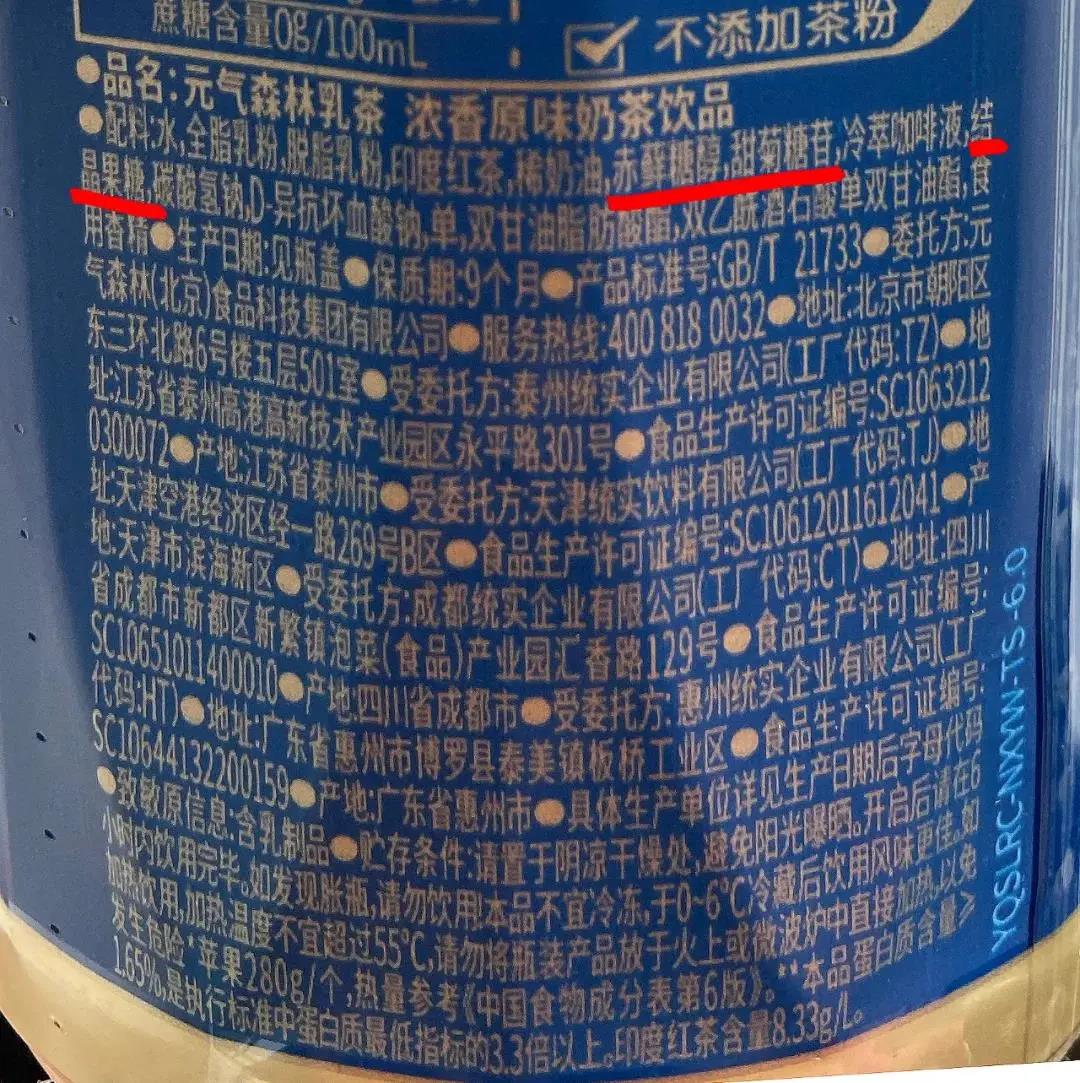 蔗糖含量0g/100mL
不添加茶粉
●品名:元气森林乳茶 浓香原味奶茶饮品
●配料:水,全脂乳粉,脱脂乳粉,印度红茶,稀奶油,赤藓糖醇,甜菊糖苷,冷萃咖啡液,结
晶果糖,碳酸氢钠,D-异抗坏血酸钠,单,双甘油脂肪酸酯,双乙酰酒石酸单双甘油酯,食
用香精●生产日期:见瓶盖●保质期:9个月●产品标准号:GB/T 21733●委托方:元
气森林(北京)食品科技集团有限公司●服务热线:400 818 0032●地址:北京市朝阳区
东三环北路6号楼五层501室●受委托方:泰州统实企业有限公司(工厂代码:TZ)●地
址:江苏省泰州高港高新技术产业园区永平路301号●食品生产许可证编号:SC1063212
0300072●产地:江苏省泰州市●受委托方:天津统实饮料有限公司(工厂代码:TJ)●地
址:天津空港经济区经一路269号B区●食品生产许可证编号:SC10612011612041●产
地:天津市滨海新区●受委托方:成都统实企业有限公司(工厂代码:CT)●地址:四川
省成都市新都区新繁镇泡菜(食品)产业园汇香路129号●食品生产许可证编号:
SC10651011400010●产地:四川省成都市●受委托方:惠州统实企业有限公司(工厂
代码:HT)●地址:广东省惠州市博罗县泰美镇板桥工业区●食品生产许可证编号:
SC10644132200159●产地:广东省惠州市●具体生产单位详见生产日期后字母代码
●致敏原信息:含乳制品●贮存条件:请置于阴凉干燥处,避免阳光曝晒。开启后请在6
小时内饮用完毕。如发现胀瓶,请勿饮用!本品不宜冷冻,于0~6°C冷藏后饮用风味更佳。如
加热饮用,加热温度不宜超过55°C,请勿将瓶装产品放于火上或微波炉中直接加热,以免
发生危险*苹果280g/个,热量参考《中国食物成分表第6版》。**本品蛋白质含量≥
1.65%,是执行标准中蛋白质最低指标的3.3倍以上。印度红茶含量8.33g/L。
YQSLRC-NXYW-TS-6.0